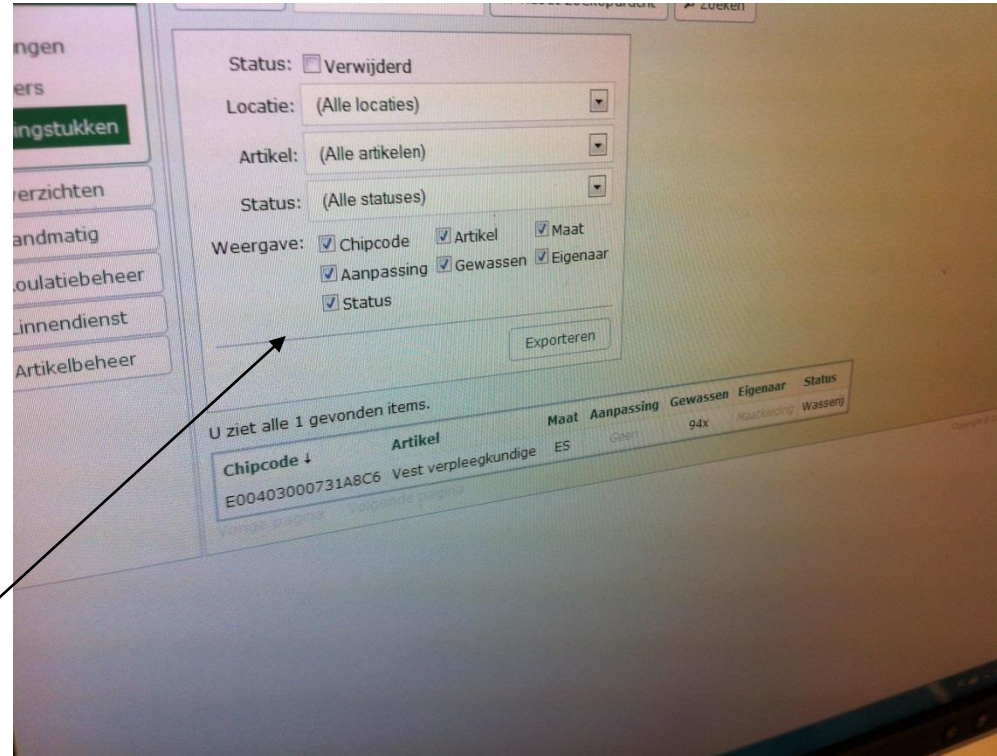 Zoeken
ngen
ers
ingstukken
erzichten
andmatig
oulatiebeheer
innendienst
Artikelbeheer
Status: Verwijderd
Locatie: (Alle locaties)
Artikel: (Alle artikelen)
Status: (Alle statuses)
Weergave: Chipcode Artikel Maat
Aanpassing Gewassen Eigenaar
Status
Exporteren
U ziet alle 1 gevonden items.
Chipcode ↓ Artikel Maat Aanpassing Gewassen Eigenaar Status
E00403000731A8C6 Vest verpleegkundige ES Geen 94x Maatkleding Wasserij
Vorige pagina Volgende pagina